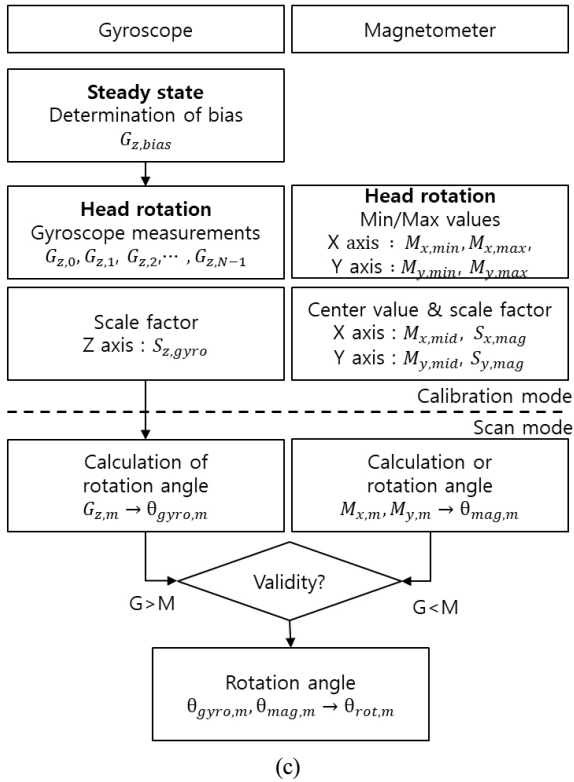 Gyroscope
Magnetometer
Steady state
Determination of bias
G_{z,bias}
Head rotation
Gyroscope measurements
G_{z,0}, G_{z,1}, G_{z,2}, ⋯ , G_{z,N−1}
Head rotation
Min/Max values
X axis : M_{x,min}, M_{x,max},
Y axis : M_{y.min}, M_{y.max}
Scale factor
Z axis : S_{z,gyro}
Center value & scale factor
X axis : M_{x,mid}, S_{x,mag}
Y axis : M_{y,mid}, S_{y,mag}
Calibration mode
Scan mode
Calculation of
rotation angle
G_{z,m} → θ_{gyro,m}
Calculation or
rotation angle
M_{x,m}, M_{y,m} → θ_{mag,m}
Validity?
G>M
G<M
Rotation angle
θ_{gyro,m}, θ_{mag,m} → θ_{rot,m}
(c)